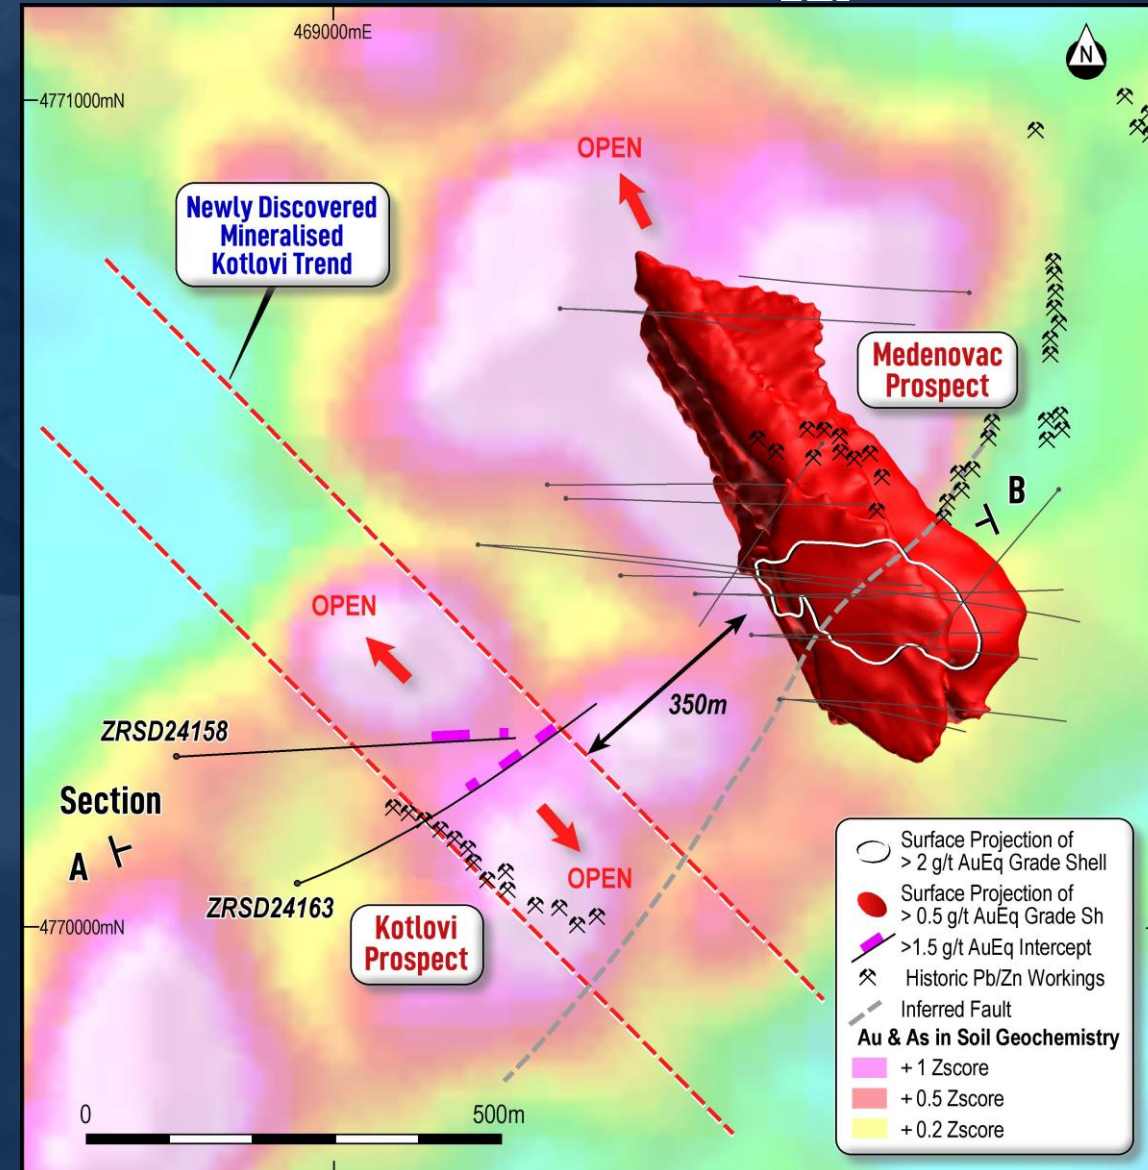 469000mE
N
4771000mN
OPEN
Newly Discovered
Mineralised
Kotlovi Trend
Medenovac
Prospect
B
OPEN
350m
ZRSD24158
Section
A
OPEN
ZRSD24163
Kotlovi
Prospect
4770000mN
Surface Projection of
> 2 g/t AuEq Grade Shell
Surface Projection of
> 0.5 g/t AuEq Grade Sh
>1.5 g/t AuEq Intercept
Historic Pb/Zn Workings
Inferred Fault
Au & As in Soil Geochemistry
+ 1 Zscore
+ 0.5 Zscore
+ 0.2 Zscore
0
500m